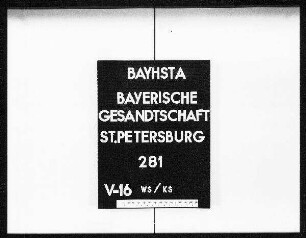 BAYHSTA
BAYERISCHE
GESANDTSCHAFT
ST.PETERSBURG
281
V-16 WS/KS